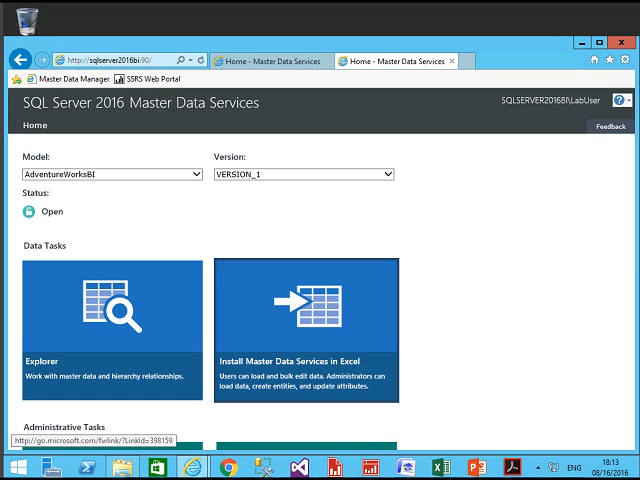 http://sqlserver2016bi:90/
Home - Master Data Services
Home - Master Data Services
Master Data Manager
SSRS Web Portal
SQL Server 2016 Master Data Services
SQLSERVER2016BI\LabUser
Home
Feedback
Model:
Version:
AdventureWorksBI
VERSION_1
Status:
Open
Data Tasks
Explorer
Work with master data and hierarchy relationships.
Install Master Data Services in Excel
Users can load and bulk edit data. Administrators can
load data, create entities, and update attributes.
Administrative Tasks
http://go.microsoft.com/fwlink/?LinkId=398159
ENG
18:13
08/16/2016